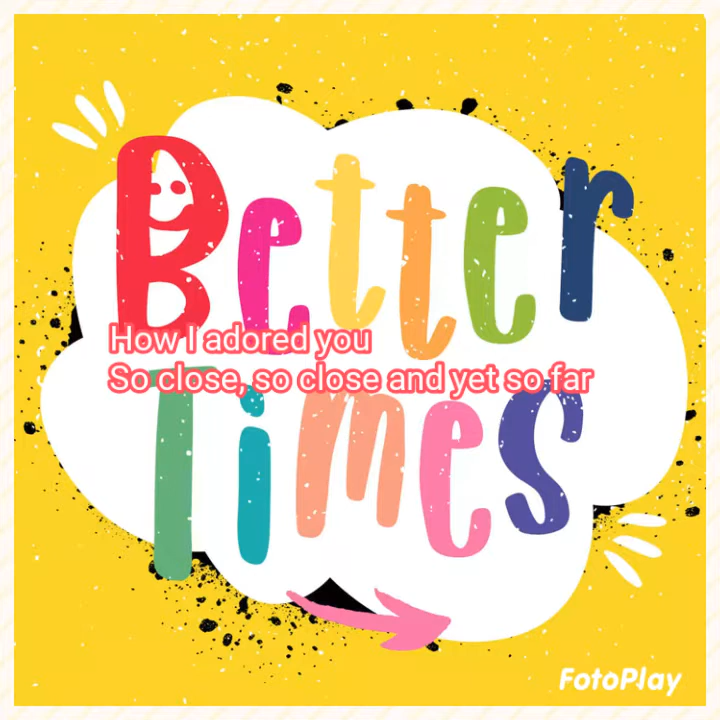 Better
How I adored you
So close, so close and yet so far
Times
FotoPlay